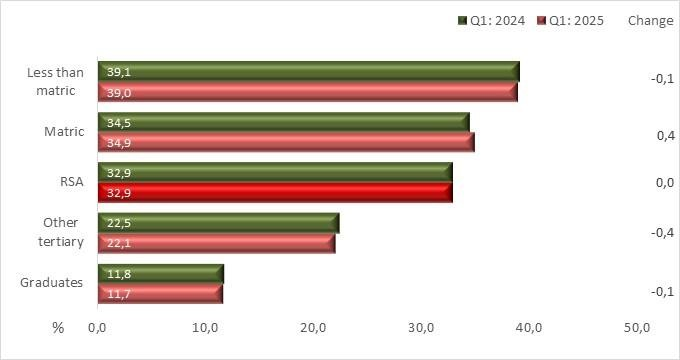 Q1: 2024 Q1: 2025 Change
Less than
matric
39,1
39,0
-0,1
Matric
34,5
34,9
0,4
RSA
32,9
32,9
0,0
Other
tertiary
22,5
22,1
-0,4
Graduates
11,8
11,7
-0,1
% 0,0 10,0 20,0 30,0 40,0 50,0